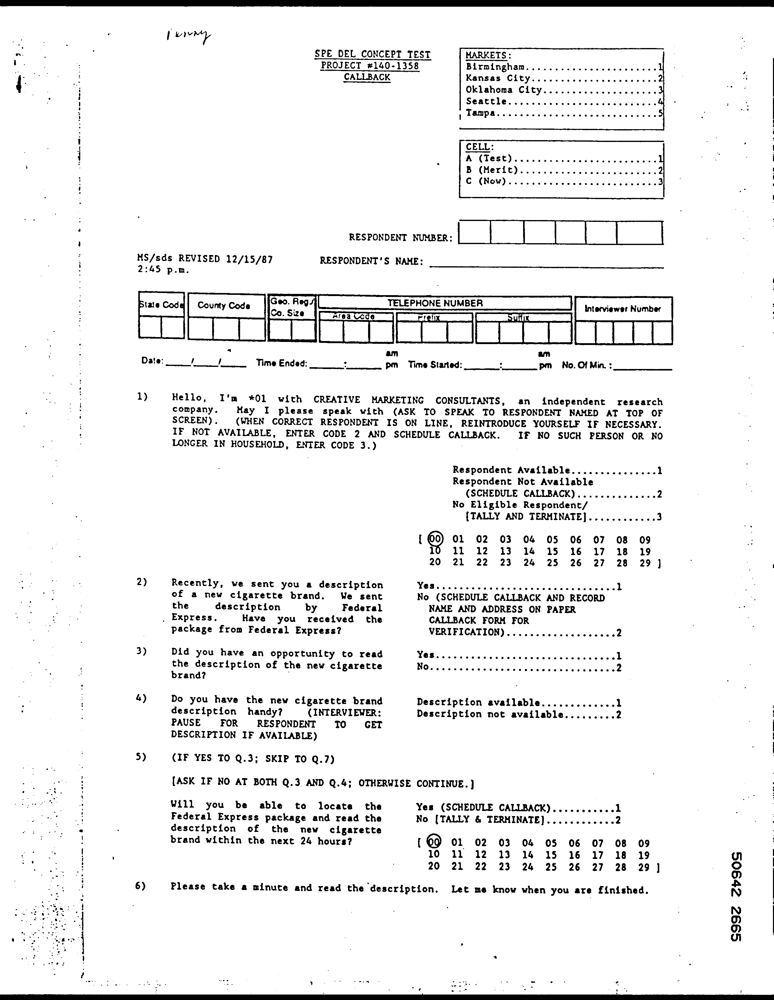 Penny
SPE DEL CONCEPT TEST
PROJECT #140-1358
CALLBACK
MARKETS:
Birmingham......................1
Kansas City.....................2
Oklahoma City...................3
Seattle.........................4
Tampa...........................5
CELL:
A (Test)........................1
B (Merit).......................2
C (Now).........................3
RESPONDENT NUMBER:
MS/sds REVISED 12/15/87
2:45 p.m.
RESPONDENT'S NAME:
State Code County Code Geo. Reg./ Co. Size TELEPHONE NUMBER Interviewer Number
Area Code Prefix Suffix
Date: ____/____/____ Time Ended: ______:______ am pm Time Started: ______:______ am pm No. Of Min.: ______
1) Hello, I'm *01 with CREATIVE MARKETING CONSULTANTS, an independent research
company. May I please speak with (ASK TO SPEAK TO RESPONDENT NAMED AT TOP OF
SCREEN). (WHEN CORRECT RESPONDENT IS ON LINE, REINTRODUCE YOURSELF IF NECESSARY.
IF NOT AVAILABLE, ENTER CODE 2 AND SCHEDULE CALLBACK. IF NO SUCH PERSON OR NO
LONGER IN HOUSEHOLD, ENTER CODE 3.)
Respondent Available...............1
Respondent Not Available
(SCHEDULE CALLBACK).............2
No Eligible Respondent/
[TALLY AND TERMINATE]............3
[ 00 01 02 03 04 05 06 07 08 09
10 11 12 13 14 15 16 17 18 19
20 21 22 23 24 25 26 27 28 29 ]
2) Recently, we sent you a description
of a new cigarette brand. We sent
the description by Federal
Express. Have you received the
package from Federal Express?
Yes..............................1
No (SCHEDULE CALLBACK AND RECORD
NAME AND ADDRESS ON PAPER
CALLBACK FORM FOR
VERIFICATION)...................2
3) Did you have an opportunity to read
the description of the new cigarette
brand?
Yes..............................1
No...............................2
4) Do you have the new cigarette brand
description handy? (INTERVIEWER:
PAUSE FOR RESPONDENT TO GET
DESCRIPTION IF AVAILABLE)
Description available.............1
Description not available.........2
5) (IF YES TO Q.3; SKIP TO Q.7)
[ASK IF NO AT BOTH Q.3 AND Q.4; OTHERWISE CONTINUE.]
Will you be able to locate the
Federal Express package and read the
description of the new cigarette
brand within the next 24 hours?
Yes (SCHEDULE CALLBACK)...........1
No [TALLY & TERMINATE]............2
[ 00 01 02 03 04 05 06 07 08 09
10 11 12 13 14 15 16 17 18 19
20 21 22 23 24 25 26 27 28 29 ]
6) Please take a minute and read the description. Let me know when you are finished.
50642 2665